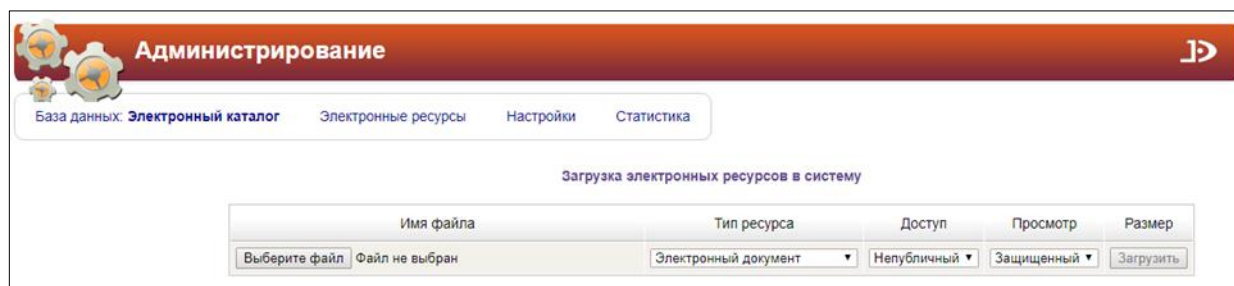 Администрирование
База данных: Электронный каталог Электронные ресурсы Настройки Статистика
Загрузка электронных ресурсов в систему
Имя файла Тип ресурса Доступ Просмотр Размер
Выберите файл Файл не выбран Электронный документ Непубличный Защищенный Загрузить